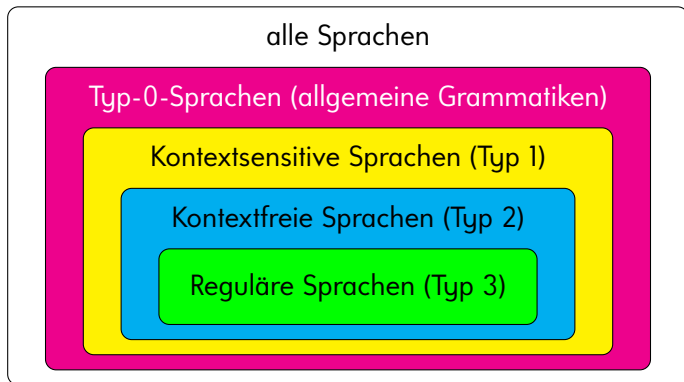 alle Sprachen
Typ-0-Sprachen (allgemeine Grammatiken)
Kontextsensitive Sprachen (Typ 1)
Kontextfreie Sprachen (Typ 2)
Reguläre Sprachen (Typ 3)